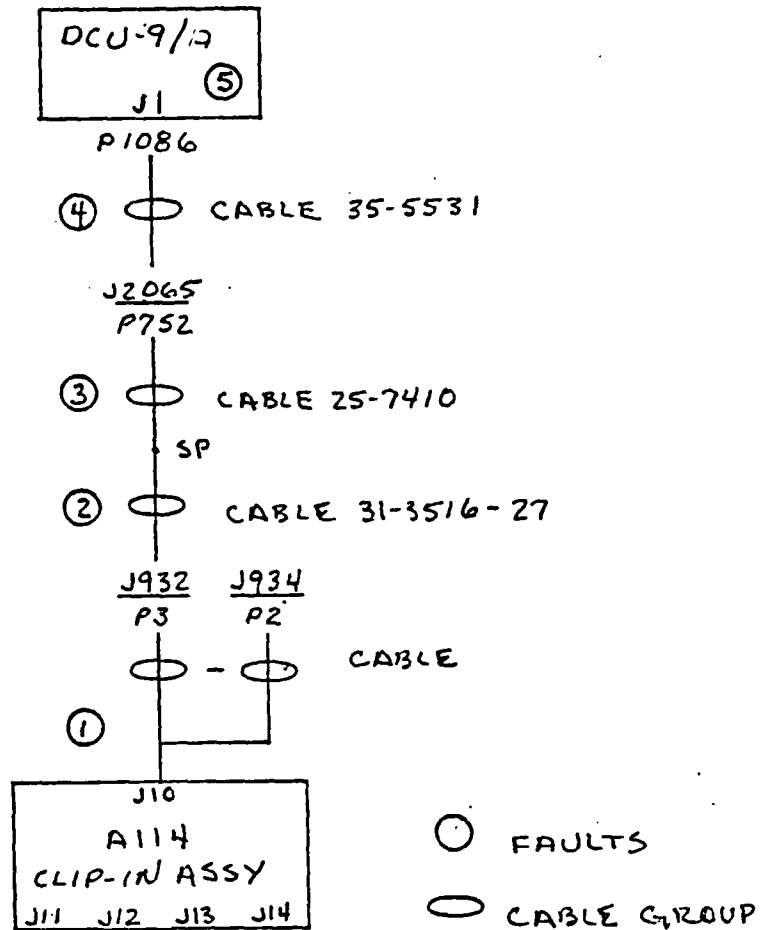 DCU-9/A
⑤
J1
P1086
④ CABLE 35-5531
J2065
P752
③ CABLE 25-7410
SP
② CABLE 31-3516-27
J932 J934
P3 P2
CABLE
①
J10
A114
CLIP-IN ASSY
J11 J12 J13 J14
FAULTS
CABLE GROUP